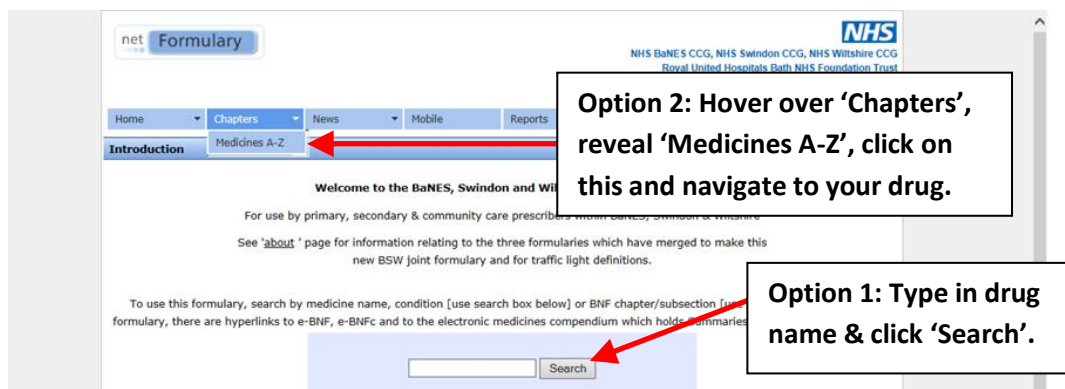 net Formulary
NHS
NHS BaNES CCG, NHS Swindon CCG, NHS Wiltshire CCG
Royal United Hospitals Bath NHS Foundation Trust
Option 2: Hover over ‘Chapters’,
reveal ‘Medicines A-Z’, click on
this and navigate to your drug.
Home Chapters News Mobile Reports
Medicines A-Z
Introduction
Welcome to the BaNES, Swindon and
For use by primary, secondary & community care prescribers within BaNES, Swindon & Wiltshire
See 'about ' page for information relating to the three formularies which have merged to make this
new BSW joint formulary and for traffic light definitions.
Option 1: Type in drug
name & click ‘Search’.
To use this formulary, search by medicine name, condition [use search box below] or BNF chapter/subsection
formulary, there are hyperlinks to e-BNF, e-BNFc and to the electronic medicines compendium which holds Summaries
Search